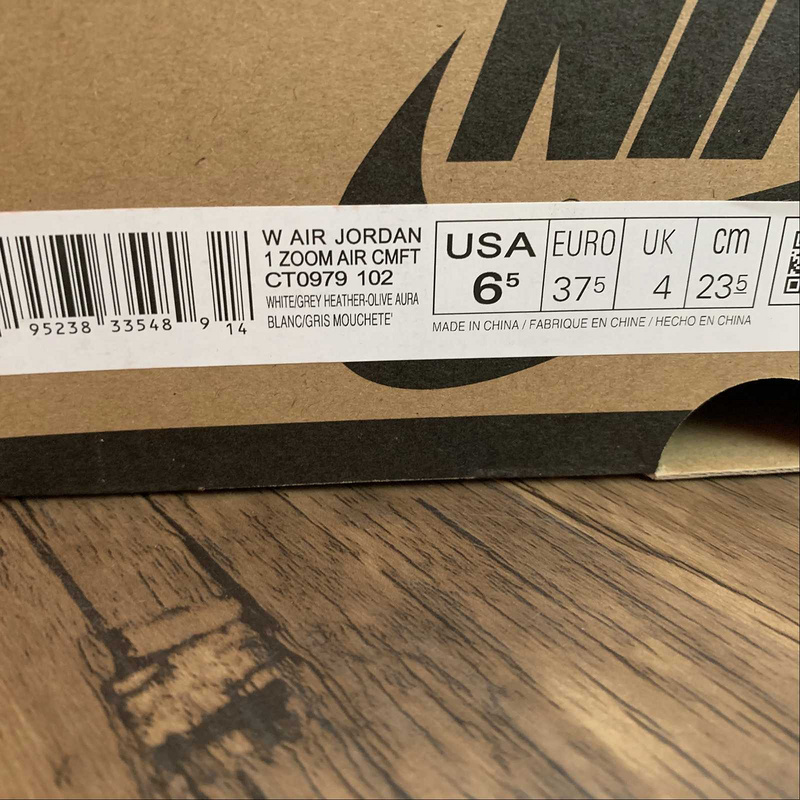 W AIR JORDAN
1 ZOOM AIR CMFT
CT0979 102
WHITE/GREY HEATHER-OLIVE AURA
BLANC/GRIS MOUCHETE'
95238 33548 9 14
USA EURO UK cm
6⁵ 37⁵ 4 23⁵
MADE IN CHINA / FABRIQUE EN CHINE / HECHO EN CHINA